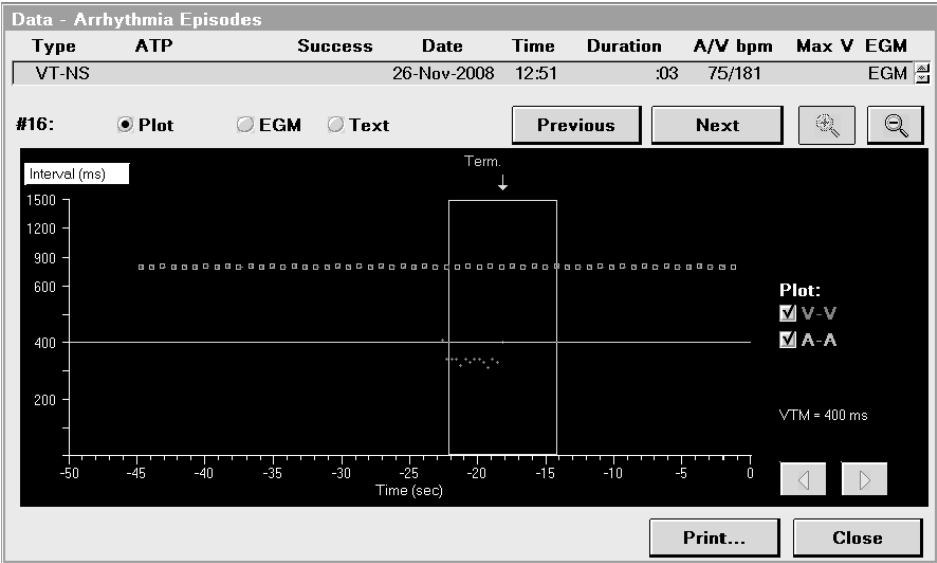 Data - Arrhythmia Episodes
Type ATP Success Date Time Duration A/V bpm Max V EGM
VT-NS 26-Nov-2008 12:51 :03 75/181 EGM
#16: Plot EGM Text Previous Next
Term.
Interval (ms)
1500
1200
900
600
Plot:
V-V
A-A
400
200
VTM = 400 ms
-50 -45 -40 -35 -30 -25 -20 -15 -10 -5 0
Time (sec)
Print... Close